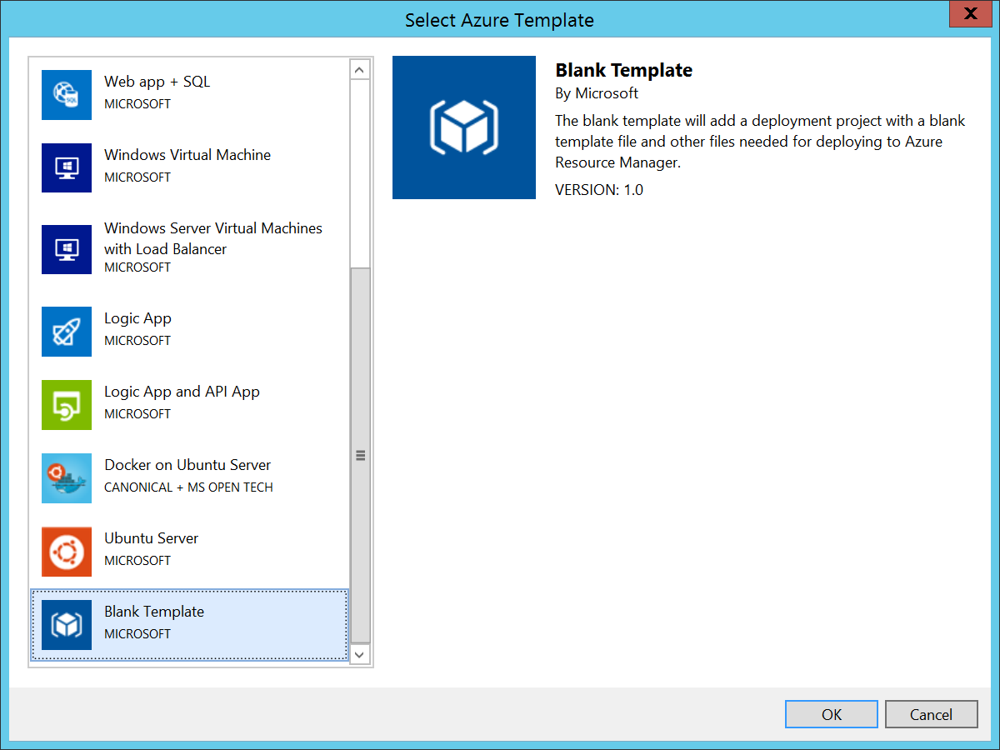 Select Azure Template
Web app + SQL
MICROSOFT
Windows Virtual Machine
MICROSOFT
Windows Server Virtual Machines
with Load Balancer
MICROSOFT
Logic App
MICROSOFT
Logic App and API App
MICROSOFT
Docker on Ubuntu Server
CANONICAL + MS OPEN TECH
Ubuntu Server
MICROSOFT
Blank Template
MICROSOFT
Blank Template
By Microsoft
The blank template will add a deployment project with a blank
template file and other files needed for deploying to Azure
Resource Manager.
VERSION: 1.0
OK
Cancel